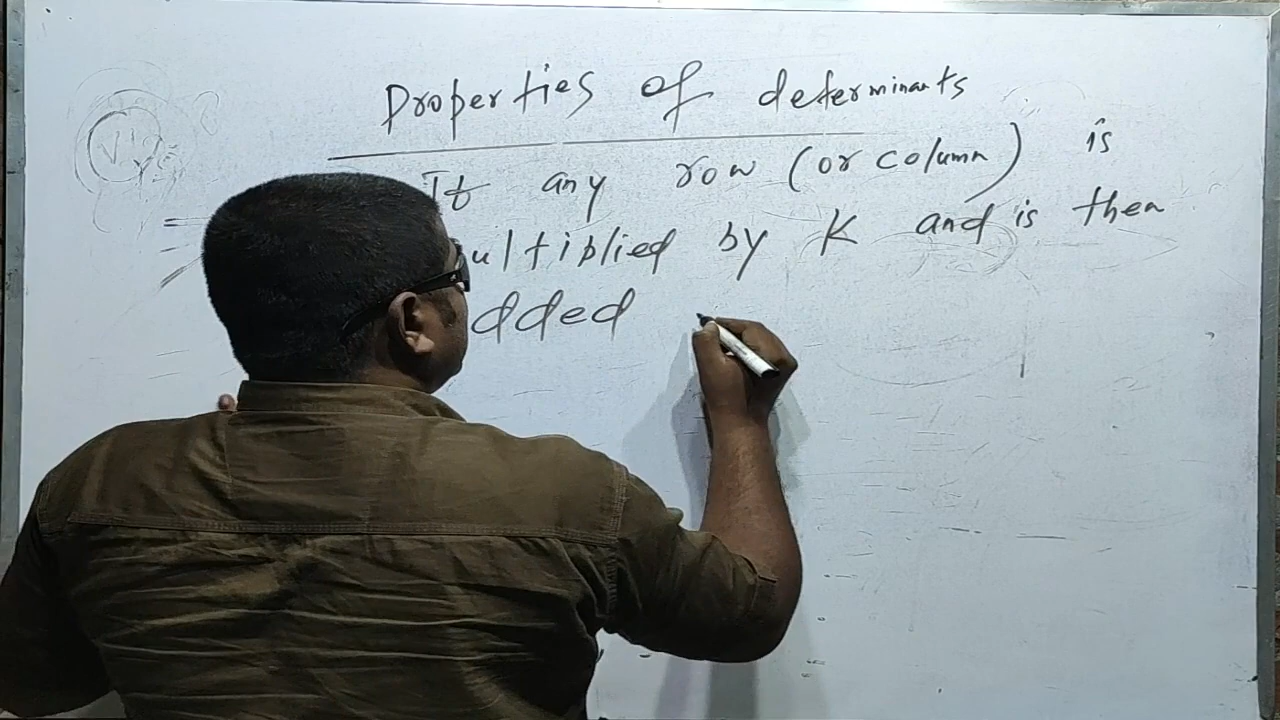 Properties of determinants
If any row (or column) is
ultiplied by K and is then
dded